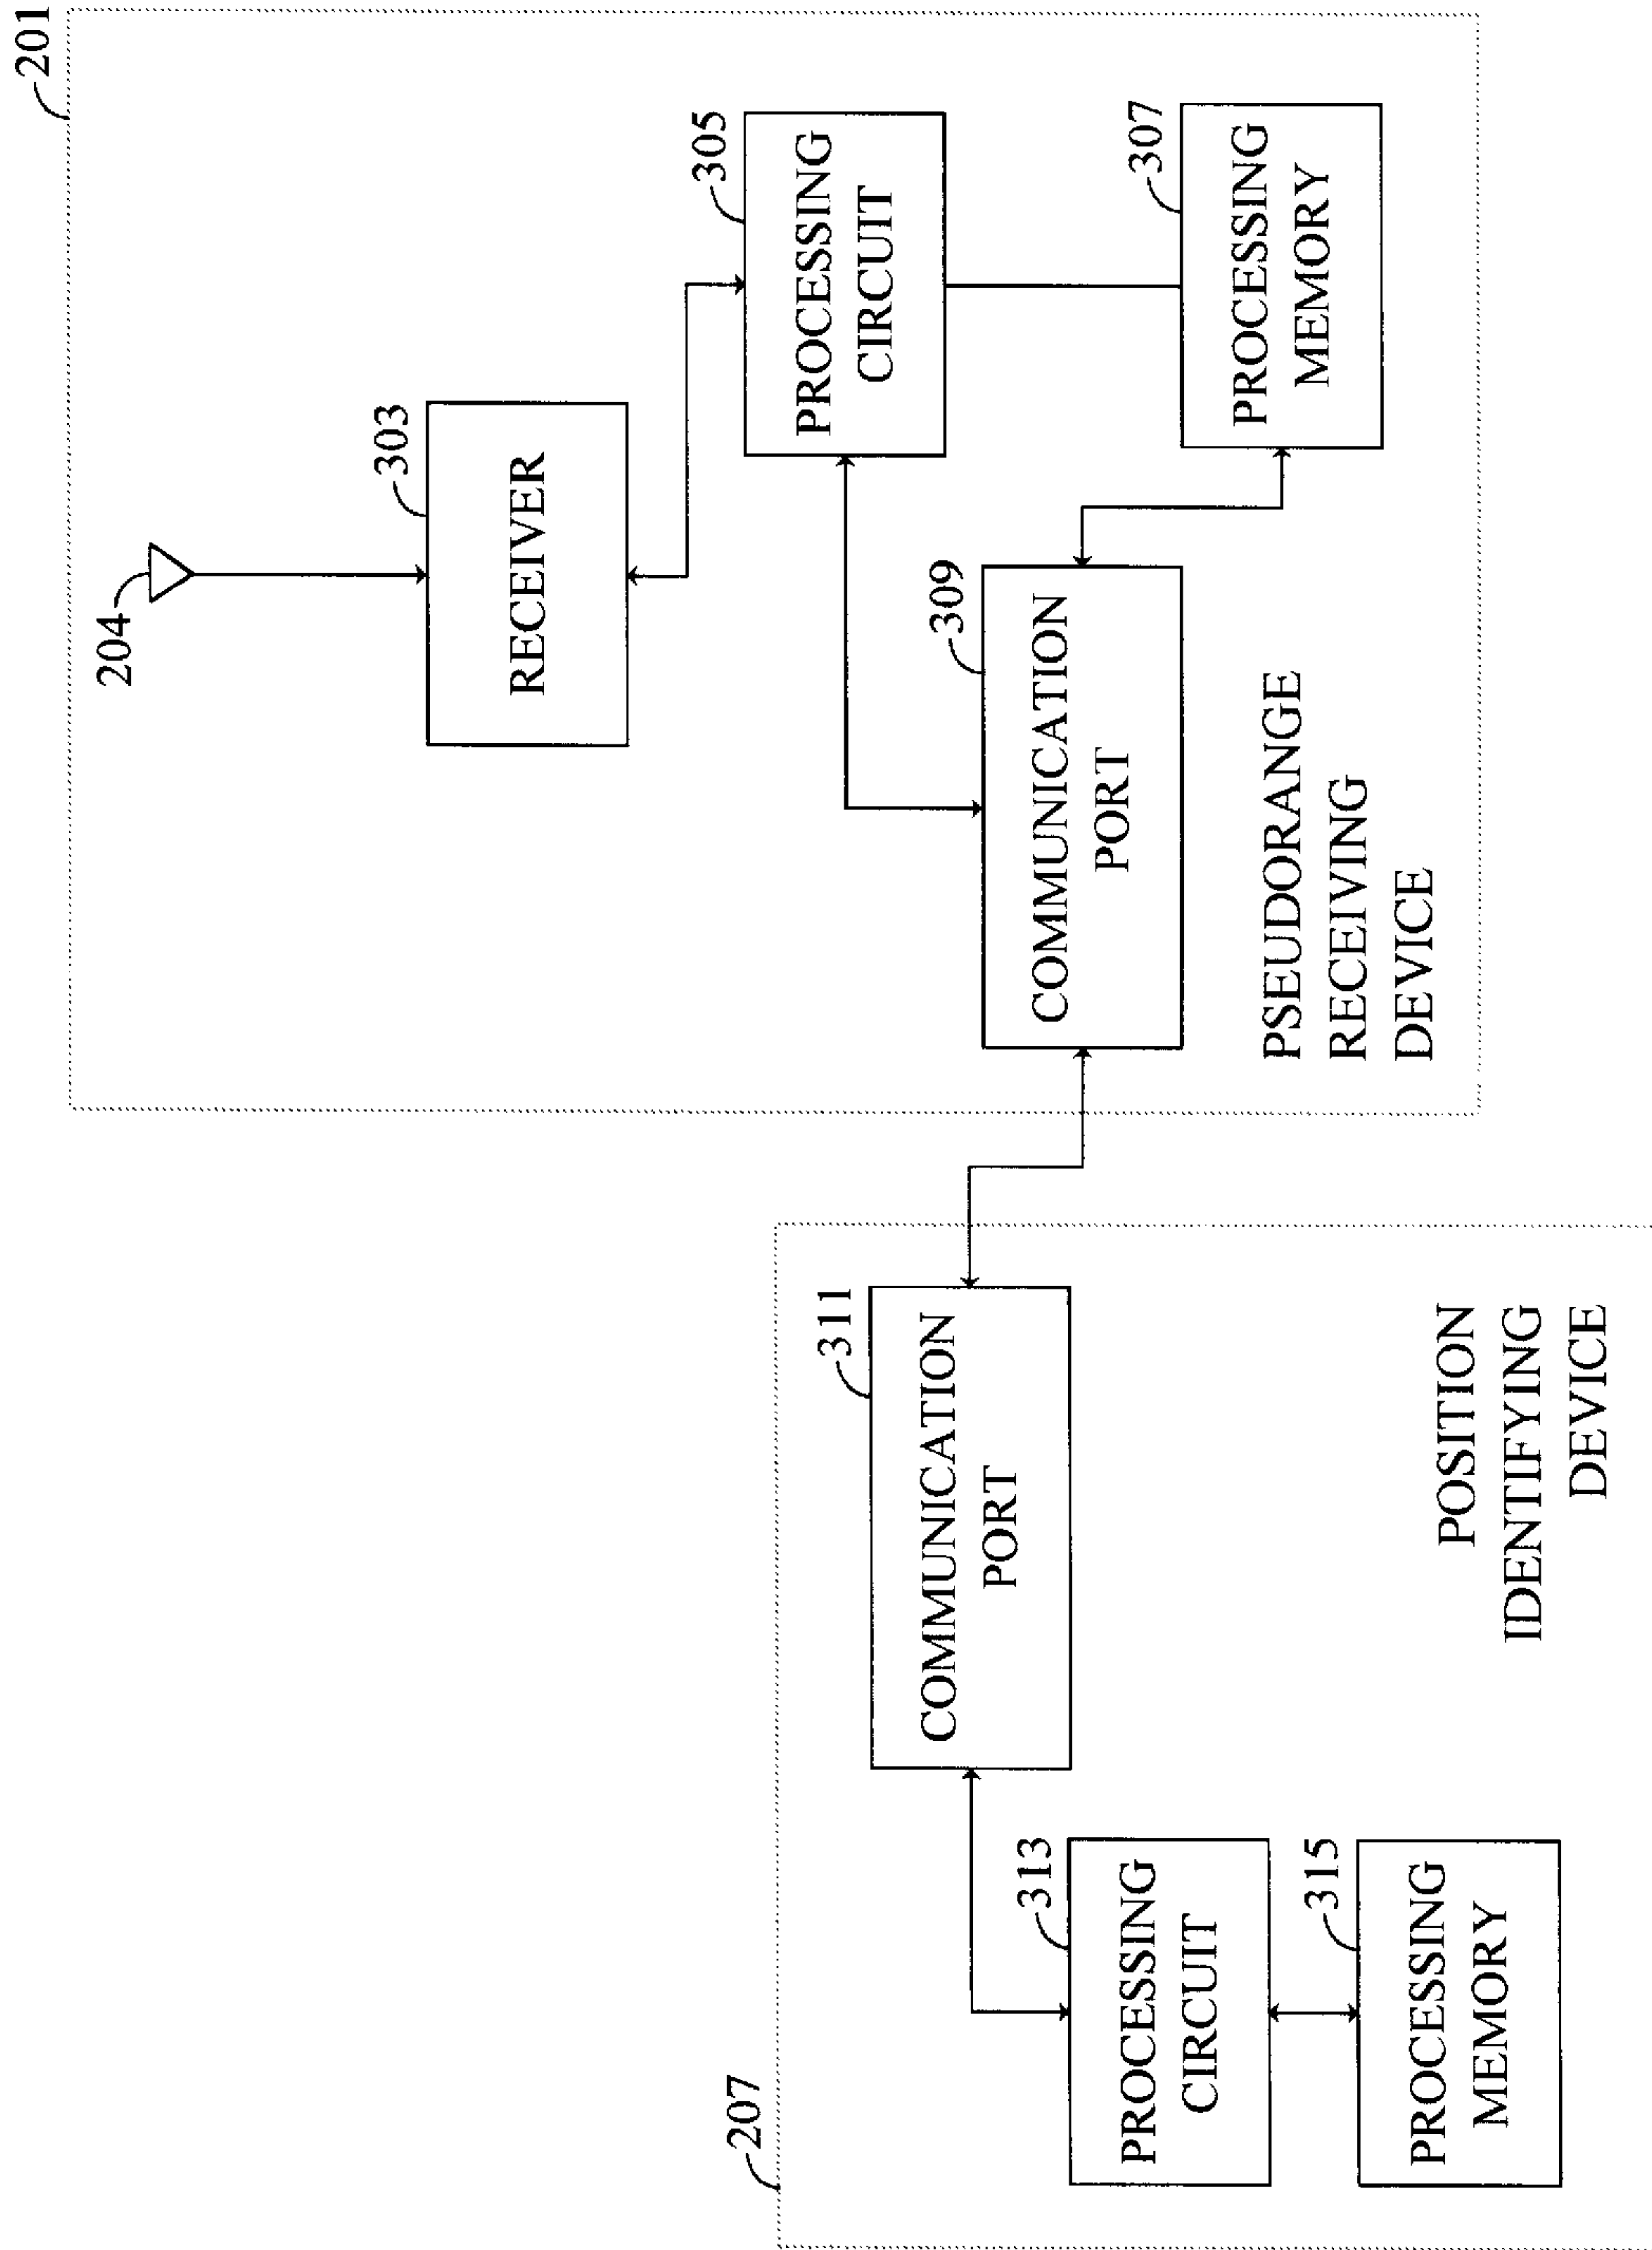 201
204
303
RECEIVER
305
PROCESSING
CIRCUIT
307
PROCESSING
MEMORY
309
COMMUNICATION
PORT
PSEUDORANGE
RECEIVING
DEVICE
207
311
COMMUNICATION
PORT
313
PROCESSING
CIRCUIT
315
PROCESSING
MEMORY
POSITION
IDENTIFYING
DEVICE